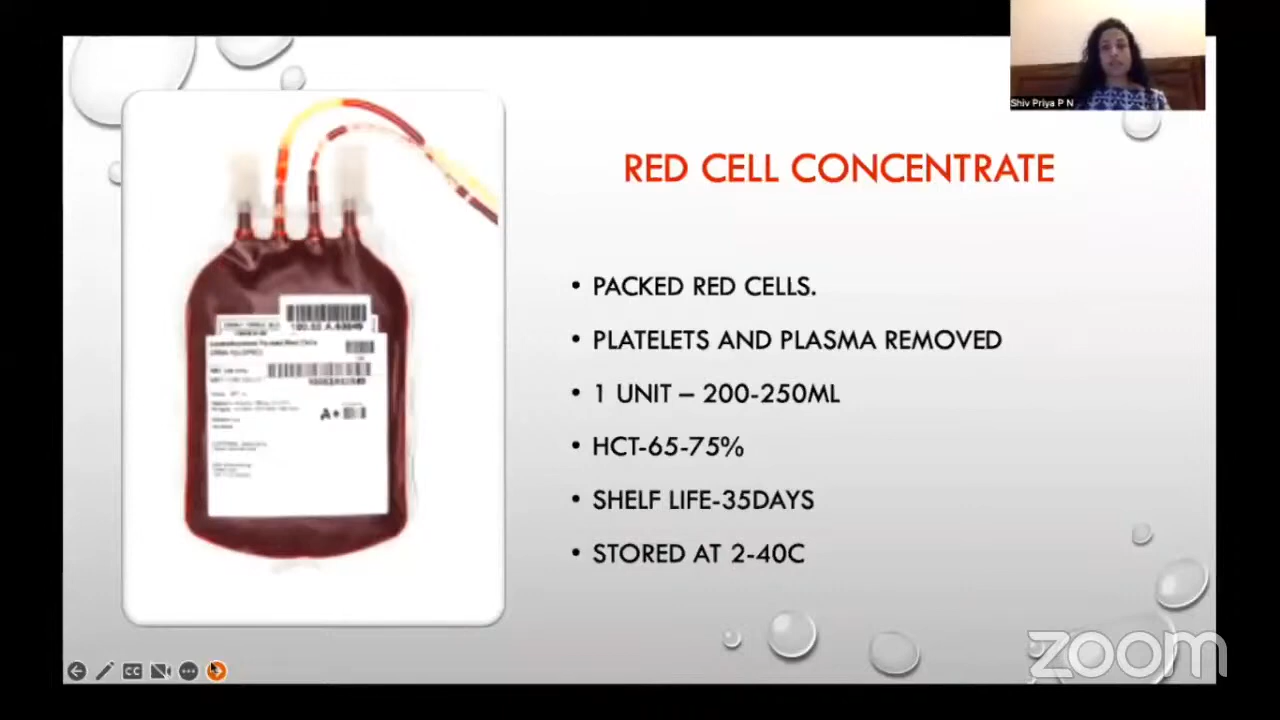 Shiv Priya P N
RED CELL CONCENTRATE
• PACKED RED CELLS.
• PLATELETS AND PLASMA REMOVED
• 1 UNIT – 200-250ML
• HCT-65-75%
• SHELF LIFE-35DAYS
• STORED AT 2-40C
A+
CC
zoom